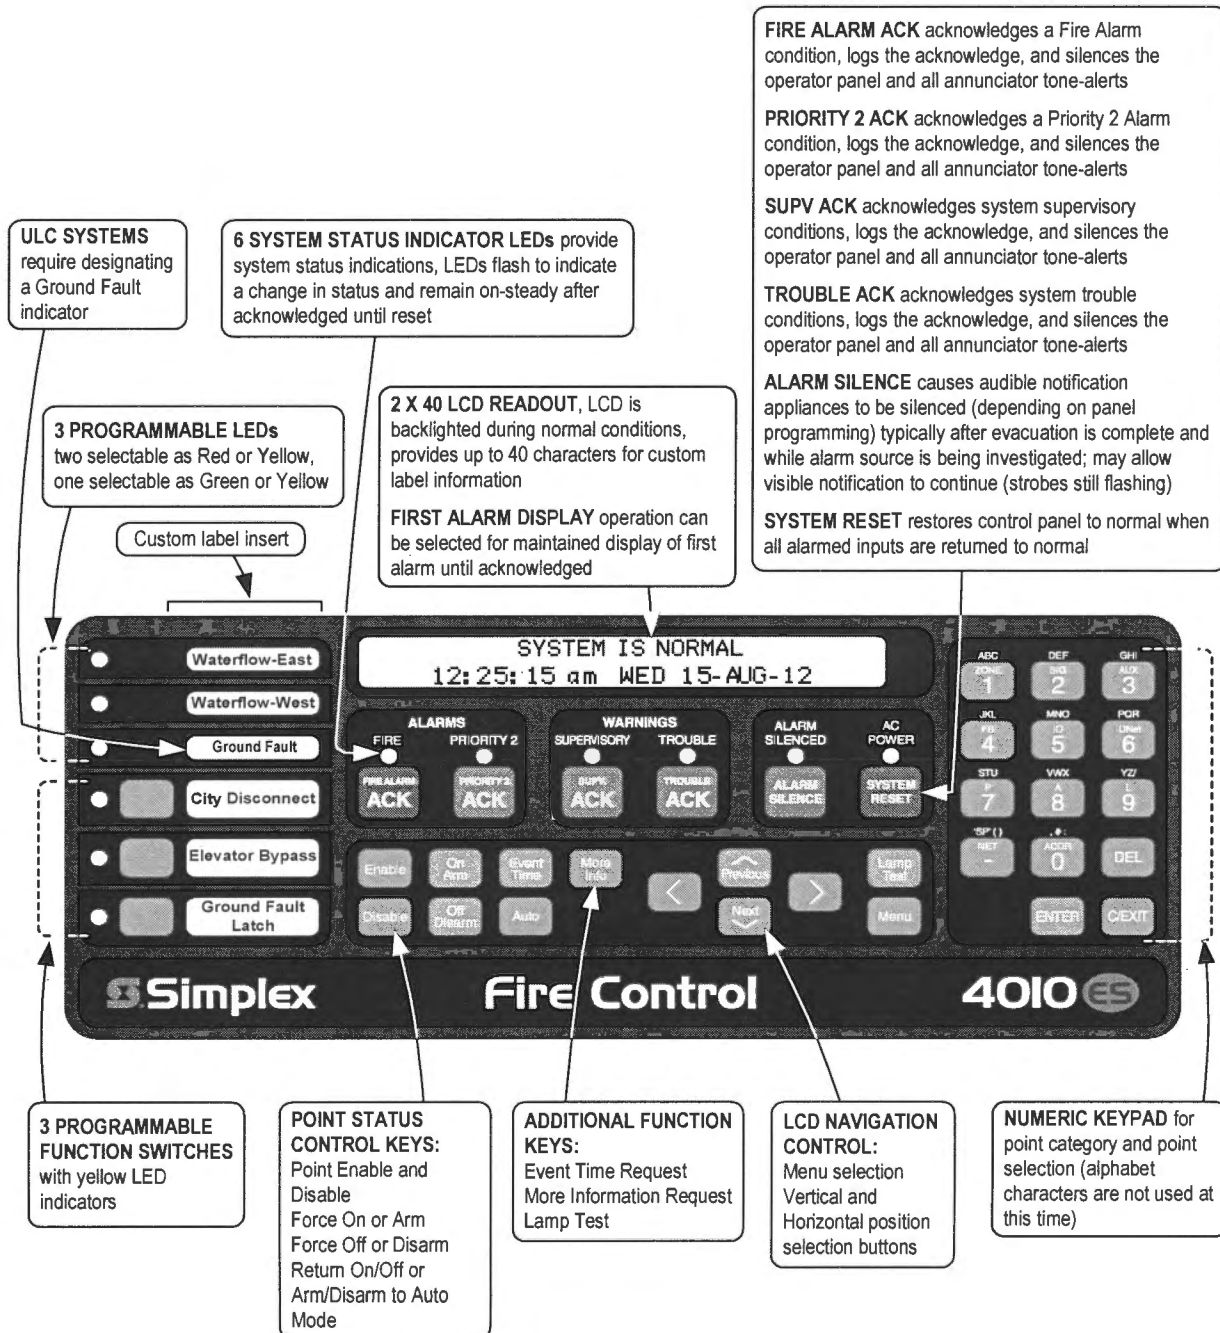 FIRE ALARM ACK acknowledges a Fire Alarm
condition, logs the acknowledge, and silences the
operator panel and all annunciator tone-alerts
PRIORITY 2 ACK acknowledges a Priority 2 Alarm
condition, logs the acknowledge, and silences the
operator panel and all annunciator tone-alerts
SUPV ACK acknowledges system supervisory
conditions, logs the acknowledge, and silences the
operator panel and all annunciator tone-alerts
TROUBLE ACK acknowledges system trouble
conditions, logs the acknowledge, and silences the
operator panel and all annunciator tone-alerts
ALARM SILENCE causes audible notification
appliances to be silenced (depending on panel
programming) typically after evacuation is complete and
while alarm source is being investigated; may allow
visible notification to continue (strobes still flashing)
SYSTEM RESET restores control panel to normal when
all alarmed inputs are returned to normal
ULC SYSTEMS
require designating
a Ground Fault
indicator
6 SYSTEM STATUS INDICATOR LEDs provide
system status indications, LEDs flash to indicate
a change in status and remain on-steady after
acknowledged until reset
3 PROGRAMMABLE LEDs
two selectable as Red or Yellow,
one selectable as Green or Yellow
2 X 40 LCD READOUT, LCD is
backlighted during normal conditions,
provides up to 40 characters for custom
label information
FIRST ALARM DISPLAY operation can
be selected for maintained display of first
alarm until acknowledged
Custom label insert
Waterflow-East
Waterflow-West
Ground Fault
City Disconnect
Elevator Bypass
Ground Fault
Latch
SYSTEM IS NORMAL
12:25:15 am WED 15-AUG-12
ALARMS
FIRE
PRIORITY 2
FIRE ALARM
ACK
PRIORITY 2
ACK
WARNINGS
SUPERVISORY
TROUBLE
SUPV
ACK
TROUBLE
ACK
ALARM
SILENCED
AC
POWER
ALARM
SILENCE
SYSTEM
RESET
Enable
On
Arm
Event
Time
More
Info
Previous
Lamp
Test
Disable
Off
Disarm
Auto
<
>
Next
Menu
ABC
DEF
GHI
ZONE
1
SIG
2
AUX
3
JKL
MNO
PQR
FB
4
IO
5
6
STU
VWX
YZ/
P
7
A
8
L
9
'SP' ( )
NET
-
ADDR
0
DEL
ENTER
C/EXIT
Simplex
Fire Control
4010 ES
3 PROGRAMMABLE
FUNCTION SWITCHES
with yellow LED
indicators
POINT STATUS
CONTROL KEYS:
Point Enable and
Disable
Force On or Arm
Force Off or Disarm
Return On/Off or
Arm/Disarm to Auto
Mode
ADDITIONAL FUNCTION
KEYS:
Event Time Request
More Information Request
Lamp Test
LCD NAVIGATION
CONTROL:
Menu selection
Vertical and
Horizontal position
selection buttons
NUMERIC KEYPAD for
point category and point
selection (alphabet
characters are not used at
this time)